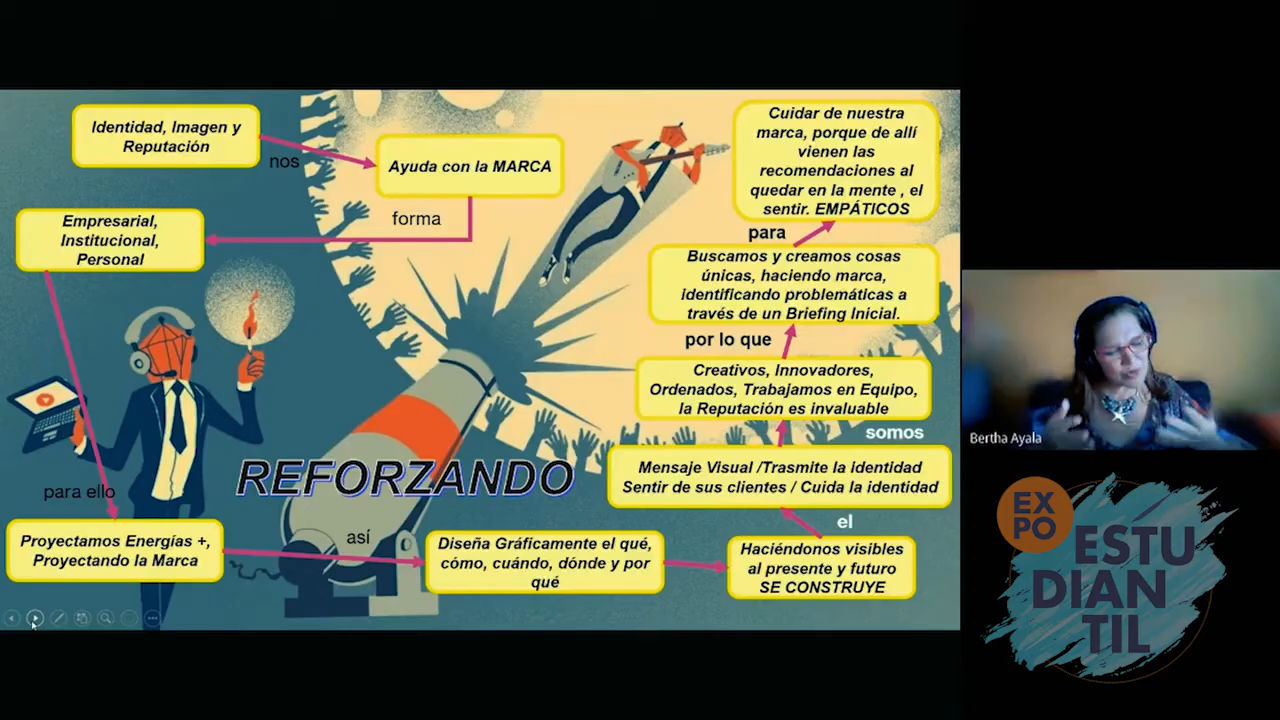 Identidad, Imagen y
Reputación
nos
Ayuda con la MARCA
forma
Empresarial,
Institucional,
Personal
para ello
Proyectamos Energías +,
Proyectando la Marca
así
Diseña Gráficamente el qué,
cómo, cuándo, dónde y por
qué
Haciéndonos visibles
al presente y futuro
SE CONSTRUYE
el
Mensaje Visual /Trasmite la identidad
Sentir de sus clientes / Cuida la identidad
somos
Creativos, Innovadores,
Ordenados, Trabajamos en Equipo,
la Reputación es invaluable
por lo que
Buscamos y creamos cosas
únicas, haciendo marca,
identificando problemáticas a
través de un Briefing Inicial.
para
Cuidar de nuestra
marca, porque de allí
vienen las
recomendaciones al
quedar en la mente , el
sentir. EMPÁTICOS
REFORZANDO
Bertha Ayala
EX
PO
ESTU
DIAN
TIL